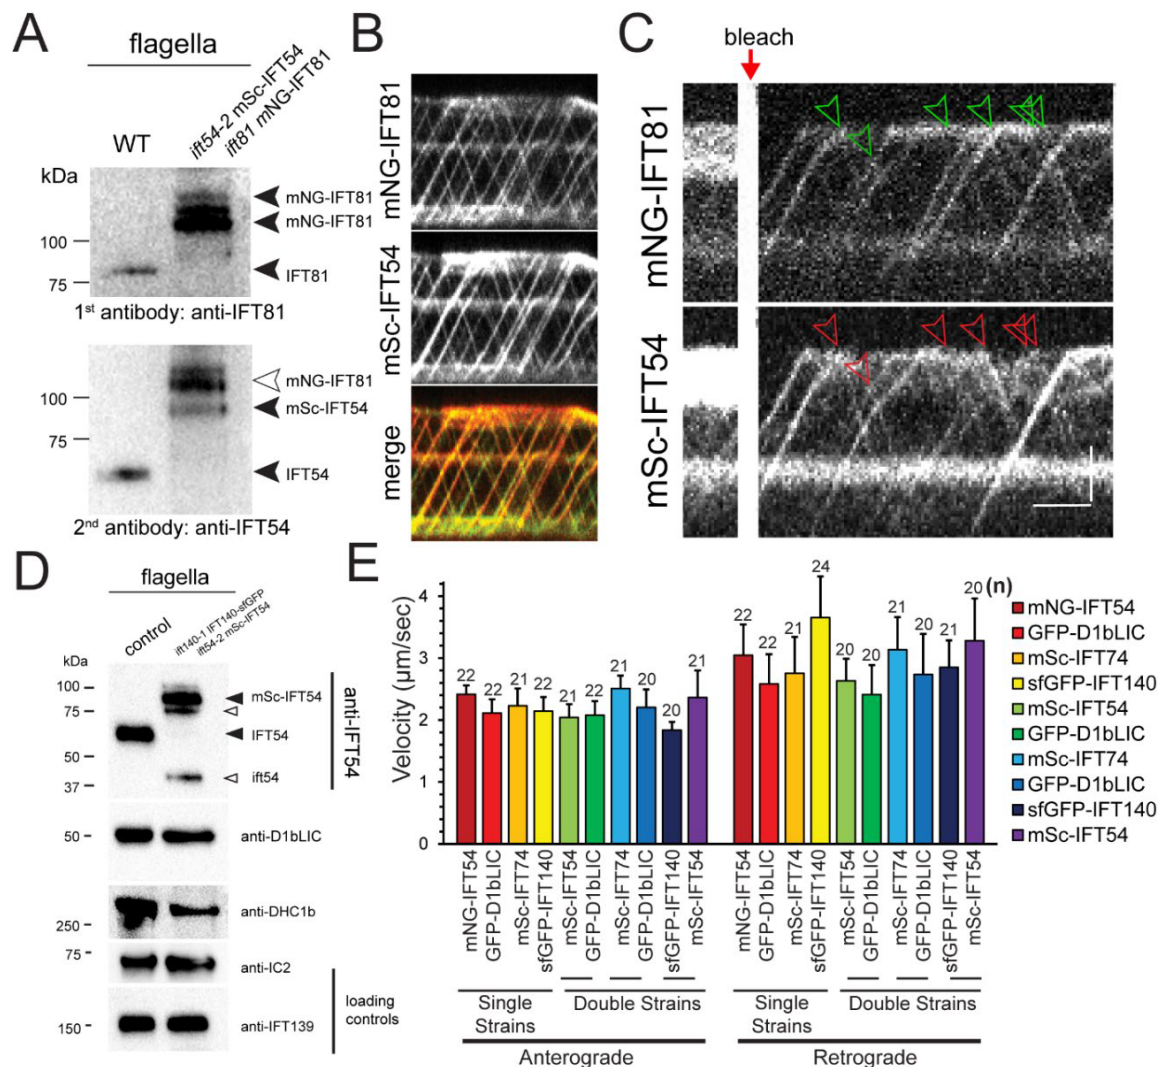 A
flagella
WT
ift54-2 mSc-IFT54
ift81 mNG-IFT81
kDa
mNG-IFT81
mNG-IFT81
100
75
IFT81
1st antibody: anti-IFT81
mNG-IFT81
100
mSc-IFT54
75
IFT54
2nd antibody: anti-IFT54
B
mNG-IFT81
mSc-IFT54
merge
C
bleach
mNG-IFT81
mSc-IFT54
D
flagella
control
ift140-1 IFT140-sfGFP
ift54-2 mSc-IFT54
kDa
100
mSc-IFT54
75
IFT54
50
37
ift54
anti-IFT54
50
anti-D1bLIC
250
anti-DHC1b
75
anti-IC2
150
anti-IFT139
loading
controls
E
Velocity (µm/sec)
4
3
2
1
0
22 22 21 22 21 22 21 20 20 21
22 22 21 24 20 20 21 20 21 20
(n)
mNG-IFT54
GFP-D1bLIC
mSc-IFT74
sfGFP-IFT140
mSc-IFT54
GFP-D1bLIC
mSc-IFT74
GFP-D1bLIC
sfGFP-IFT140
mSc-IFT54
mNG-IFT54
GFP-D1bLIC
mSc-IFT74
sfGFP-IFT140
mSc-IFT54
GFP-D1bLIC
mSc-IFT74
GFP-D1bLIC
sfGFP-IFT140
mSc-IFT54
mNG-IFT54
GFP-D1bLIC
mSc-IFT74
sfGFP-IFT140
mSc-IFT54
GFP-D1bLIC
mSc-IFT74
GFP-D1bLIC
sfGFP-IFT140
mSc-IFT54
Single
Strains
Double Strains
Single
Strains
Double Strains
Anterograde
Retrograde